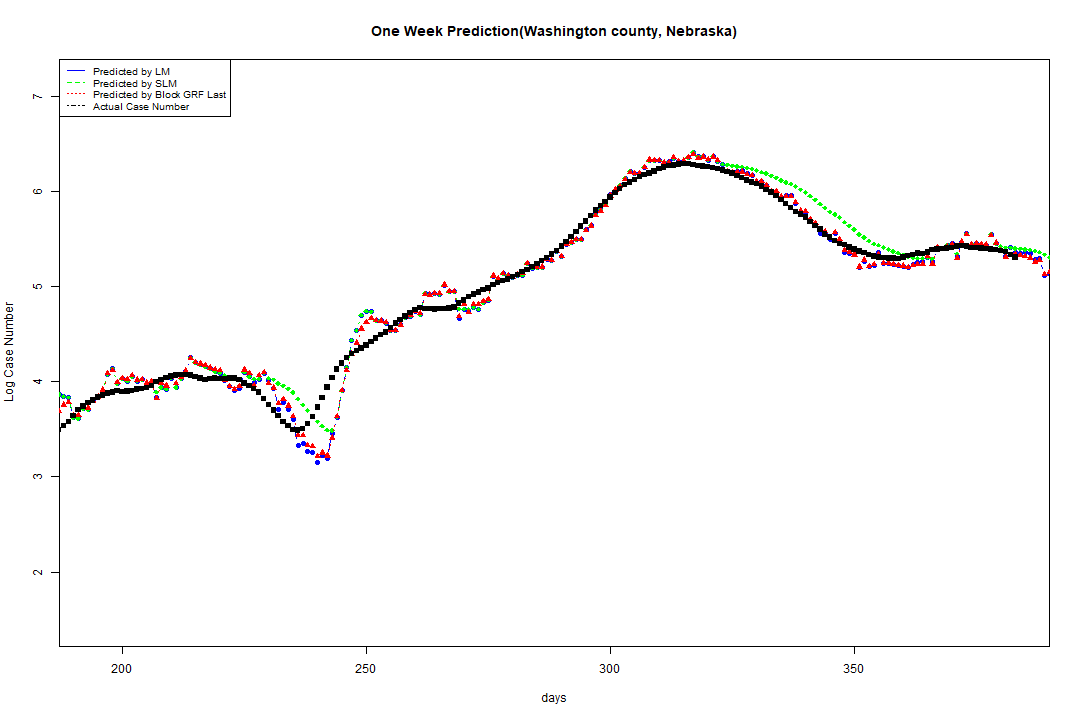 One Week Prediction(Washington county, Nebraska)
Predicted by LM
Predicted by SLM
Predicted by Block GRF Last
Actual Case Number
7
6
5
4
3
2
Log Case Number
200
250
300
350
days